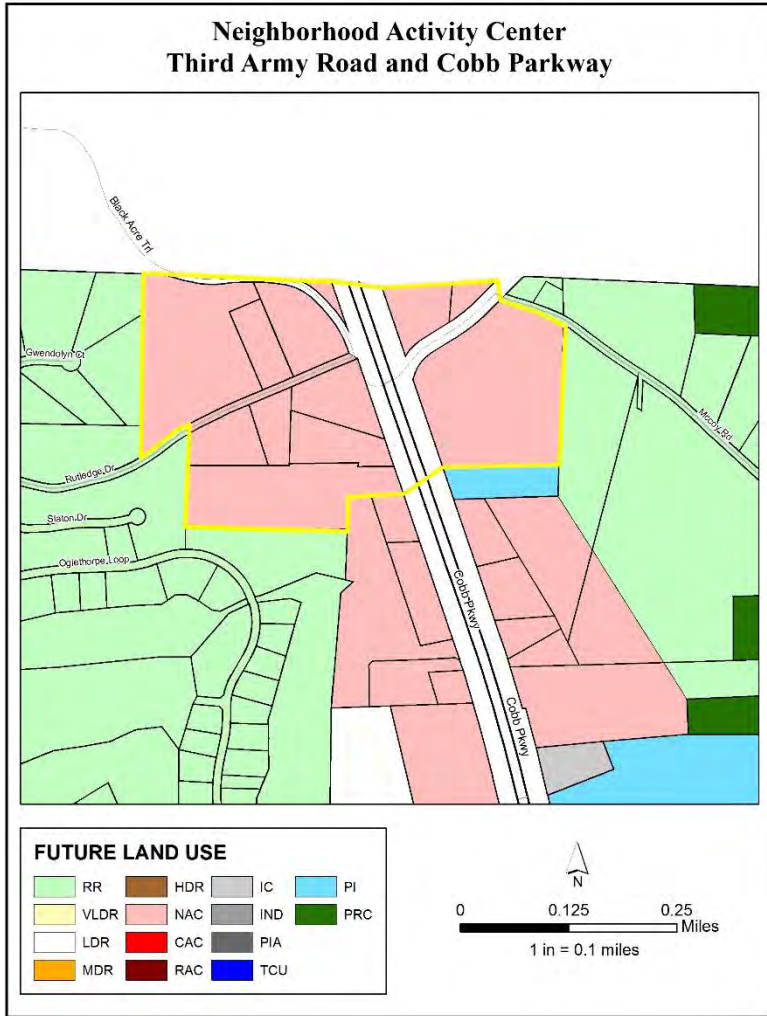 Neighborhood Activity Center
Third Army Road and Cobb Parkway
Black Acre Trl
Gwendolyn Ct
Mccoy Rd
Rutledge Dr
Slaton Dr
Oglethorpe Loop
Cobb Pkwy
Cobb Pkwy
FUTURE LAND USE
RR HDR IC PI
VLDR NAC IND PRC
LDR CAC PIA
MDR RAC TCU
N
0 0.125 0.25
Miles
1 in = 0.1 miles